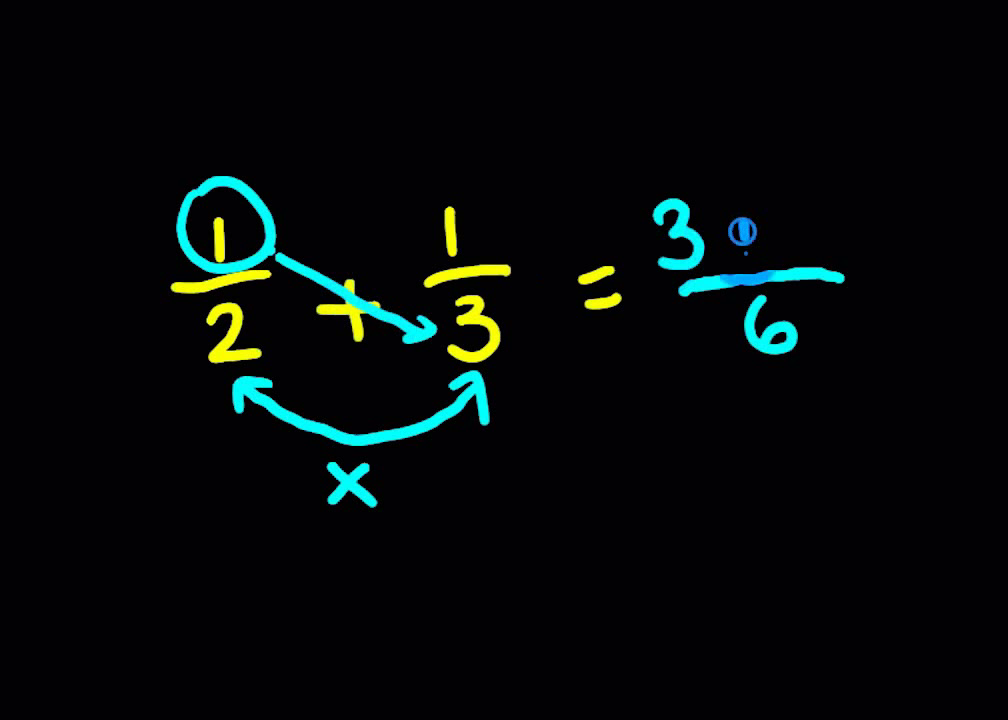 1/2 + 1/3 = 3/6
x